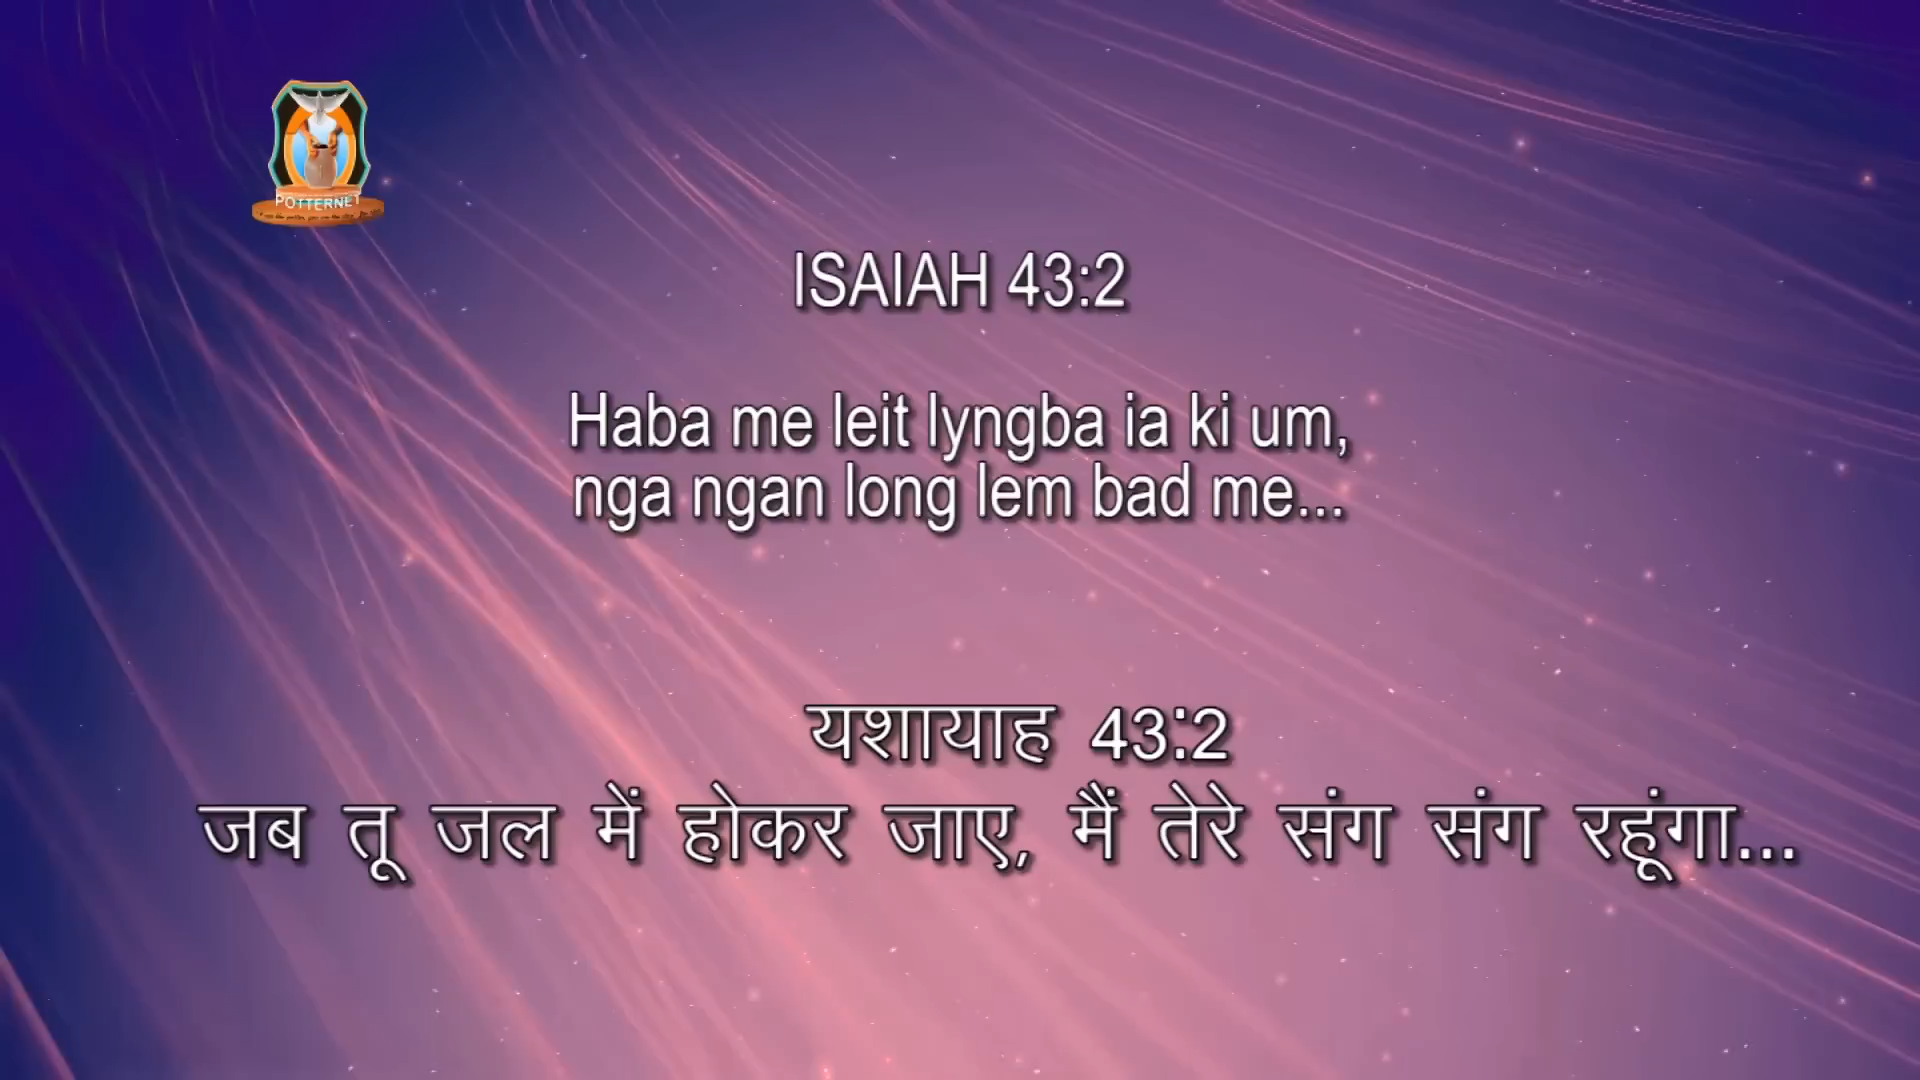 POTTERNET
ISAIAH 43:2
Haba me leit lyngba ia ki um,
nga ngan long lem bad me...
यशायाह 43:2
जब तू जल में होकर जाए, मैं तेरे संग संग रहूंगा...